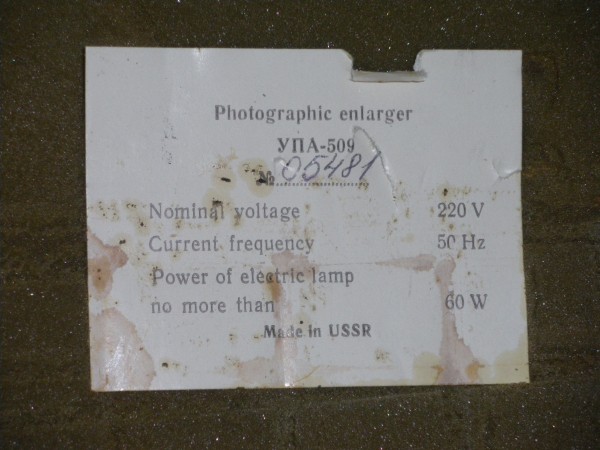 Photographic enlarger
УПА-509
№ 05481
Nominal voltage 220 V
Current frequency 50 Hz
Power of electric lamp
no more than 60 W
Made in USSR